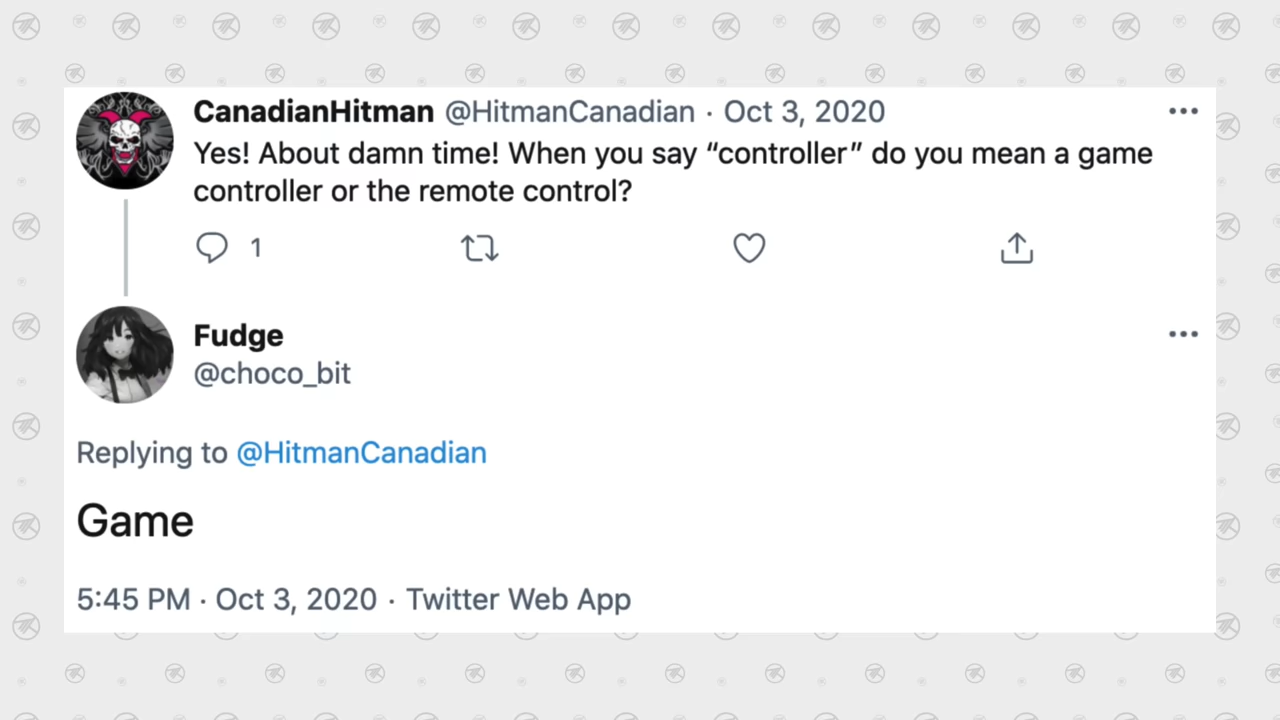 CanadianHitman @HitmanCanadian · Oct 3, 2020
Yes! About damn time! When you say “controller” do you mean a game
controller or the remote control?
1
Fudge
@choco_bit
Replying to @HitmanCanadian
Game
5:45 PM · Oct 3, 2020 · Twitter Web App